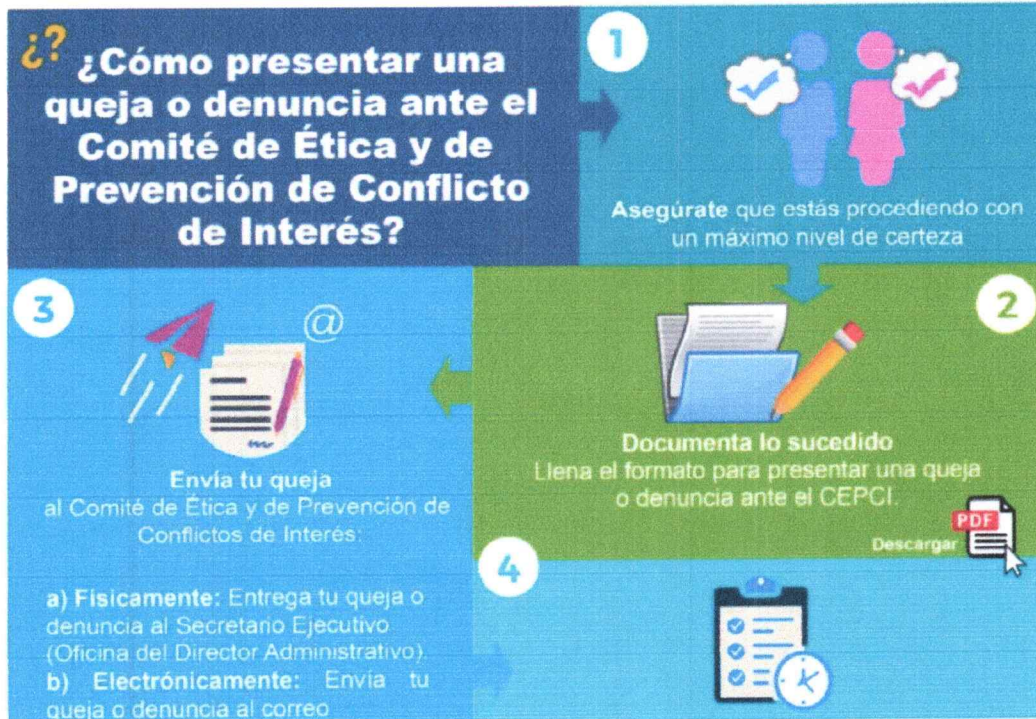 ¿? ¿Cómo presentar una
queja o denuncia ante el
Comité de Ética y de
Prevención de Conflicto
de Interés?
1
Asegúrate que estás procediendo con
un máximo nivel de certeza
2
Documenta lo sucedido
Llena el formato para presentar una queja
o denuncia ante el CEPCI.
PDF
Descargar
3
@
Envía tu queja
al Comité de Ética y de Prevención de
Conflictos de Interés:
a) Físicamente: Entrega tu queja o
denuncia al Secretario Ejecutivo
(Oficina del Director Administrativo).
b) Electrónicamente: Envía tu
queja o denuncia al correo
4